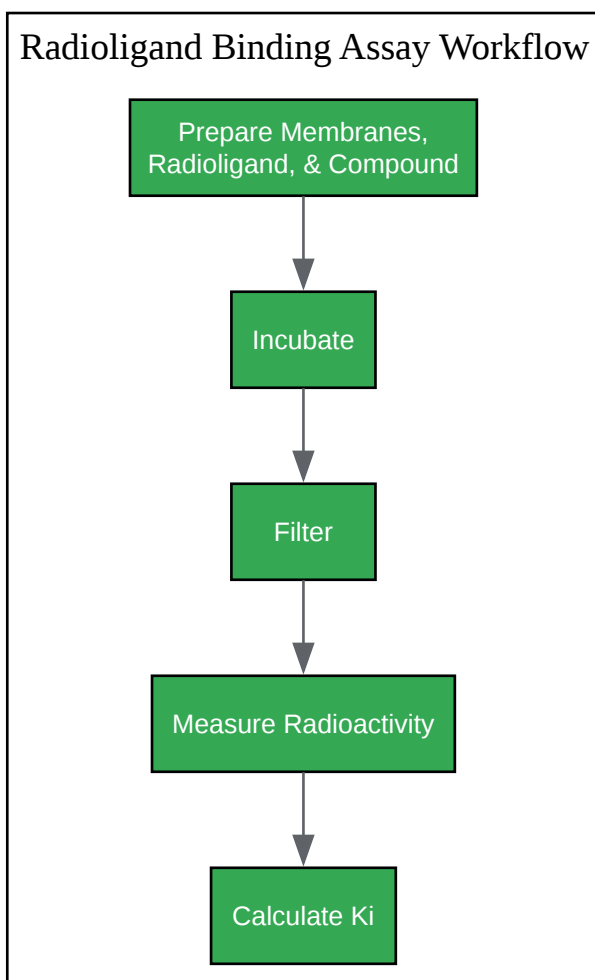 Radioligand Binding Assay Workflow
Prepare Membranes,
Radioligand, & Compound
Incubate
Filter
Measure Radioactivity
Calculate Ki